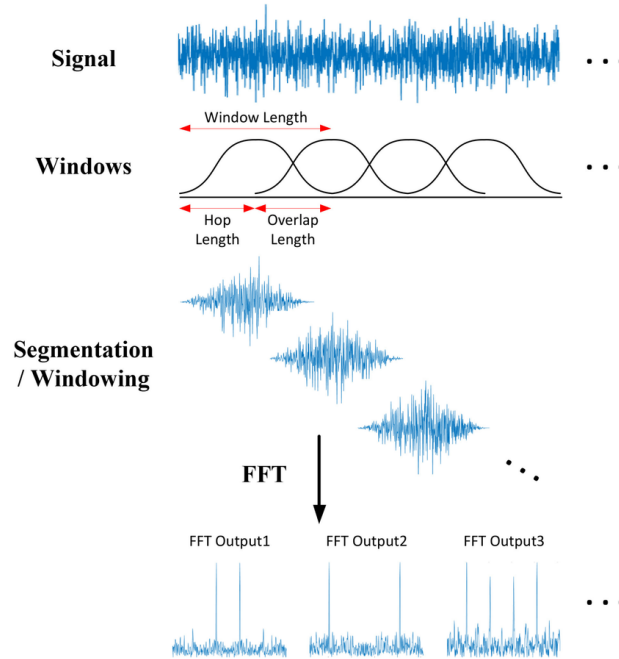 Signal
Window Length
Windows
Hop Length
Overlap Length
Segmentation
/ Windowing
FFT
FFT Output1
FFT Output2
FFT Output3